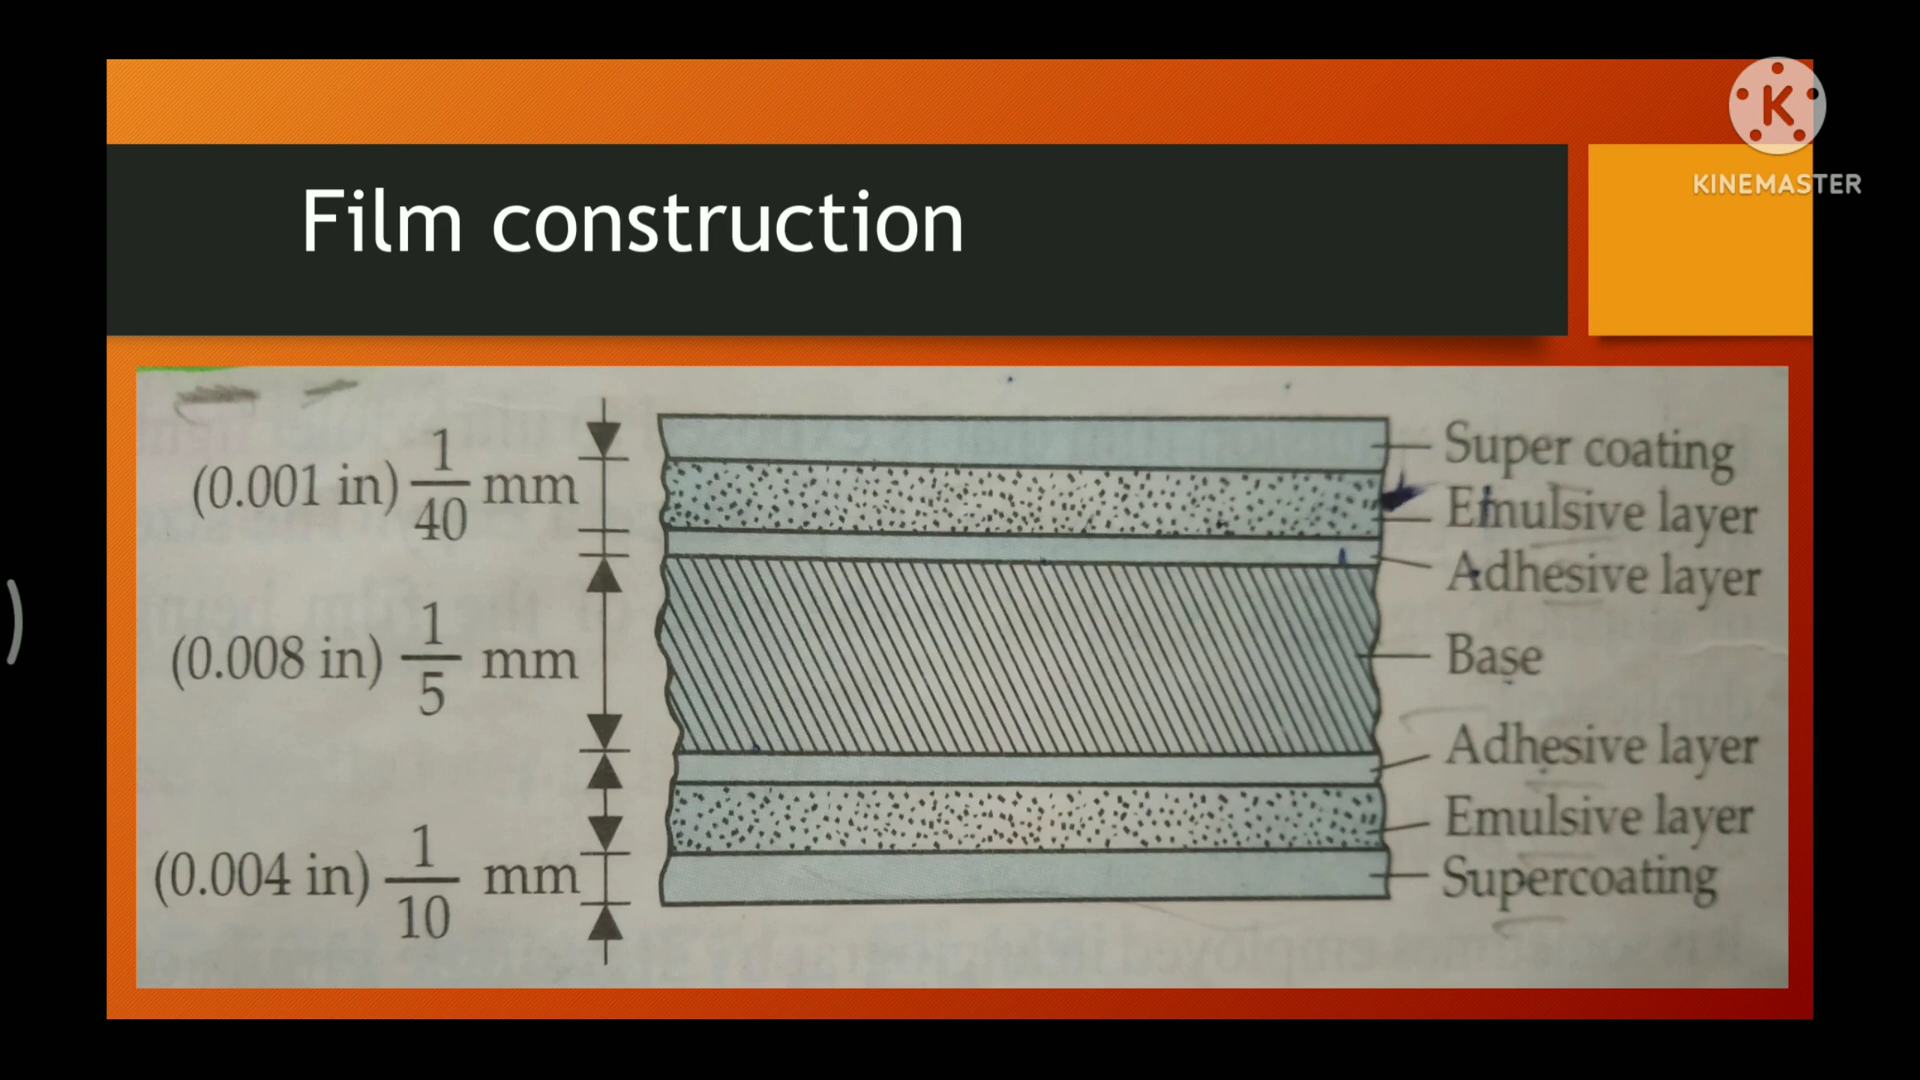 K
KINEMASTER
Film construction
(0.001 in) 1/40 mm
(0.008 in) 1/5 mm
(0.004 in) 1/10 mm
Super coating
Emulsive layer
Adhesive layer
Base
Adhesive layer
Emulsive layer
Supercoating